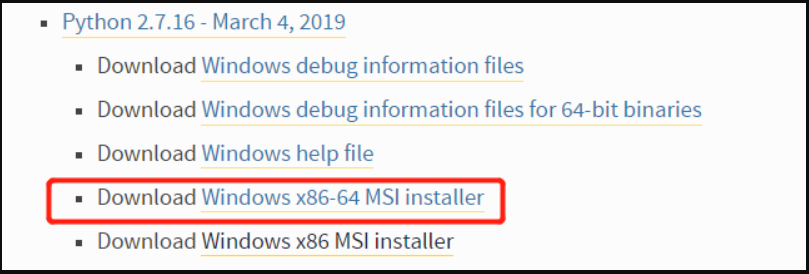 Python 2.7.16 - March 4, 2019
Download Windows debug information files
Download Windows debug information files for 64-bit binaries
Download Windows help file
Download Windows x86-64 MSI installer
Download Windows x86 MSI installer